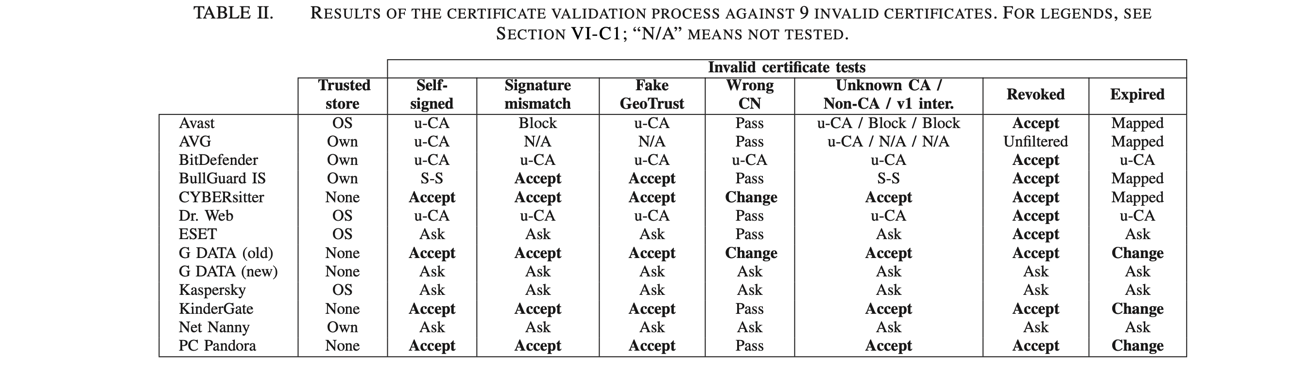 TABLE II. RESULTS OF THE CERTIFICATE VALIDATION PROCESS AGAINST 9 INVALID CERTIFICATES. FOR LEGENDS, SEE
SECTION VI-C1; “N/A” MEANS NOT TESTED.
Invalid certificate tests
Trusted Self- Signature Fake Wrong Unknown CA /
store signed mismatch GeoTrust CN Non-CA / v1 inter. Revoked Expired
Avast OS u-CA Block u-CA Pass u-CA / Block / Block Accept Mapped
AVG Own u-CA N/A N/A Pass u-CA / N/A / N/A Unfiltered Mapped
BitDefender Own u-CA u-CA u-CA u-CA u-CA Accept u-CA
BullGuard IS Own S-S Accept Accept Pass S-S Accept Mapped
CYBERsitter None Accept Accept Accept Change Accept Accept Mapped
Dr. Web OS u-CA u-CA u-CA Pass u-CA Accept u-CA
ESET OS Ask Ask Ask Pass Ask Accept Ask
G DATA (old) None Accept Accept Accept Change Accept Accept Change
G DATA (new) None Ask Ask Ask Ask Ask Ask Ask
Kaspersky OS Ask Ask Ask Ask Ask Ask Ask
KinderGate None Accept Accept Accept Pass Accept Accept Change
Net Nanny Own Ask Ask Ask Pass Ask Ask Ask
PC Pandora None Accept Accept Accept Pass Accept Accept Change